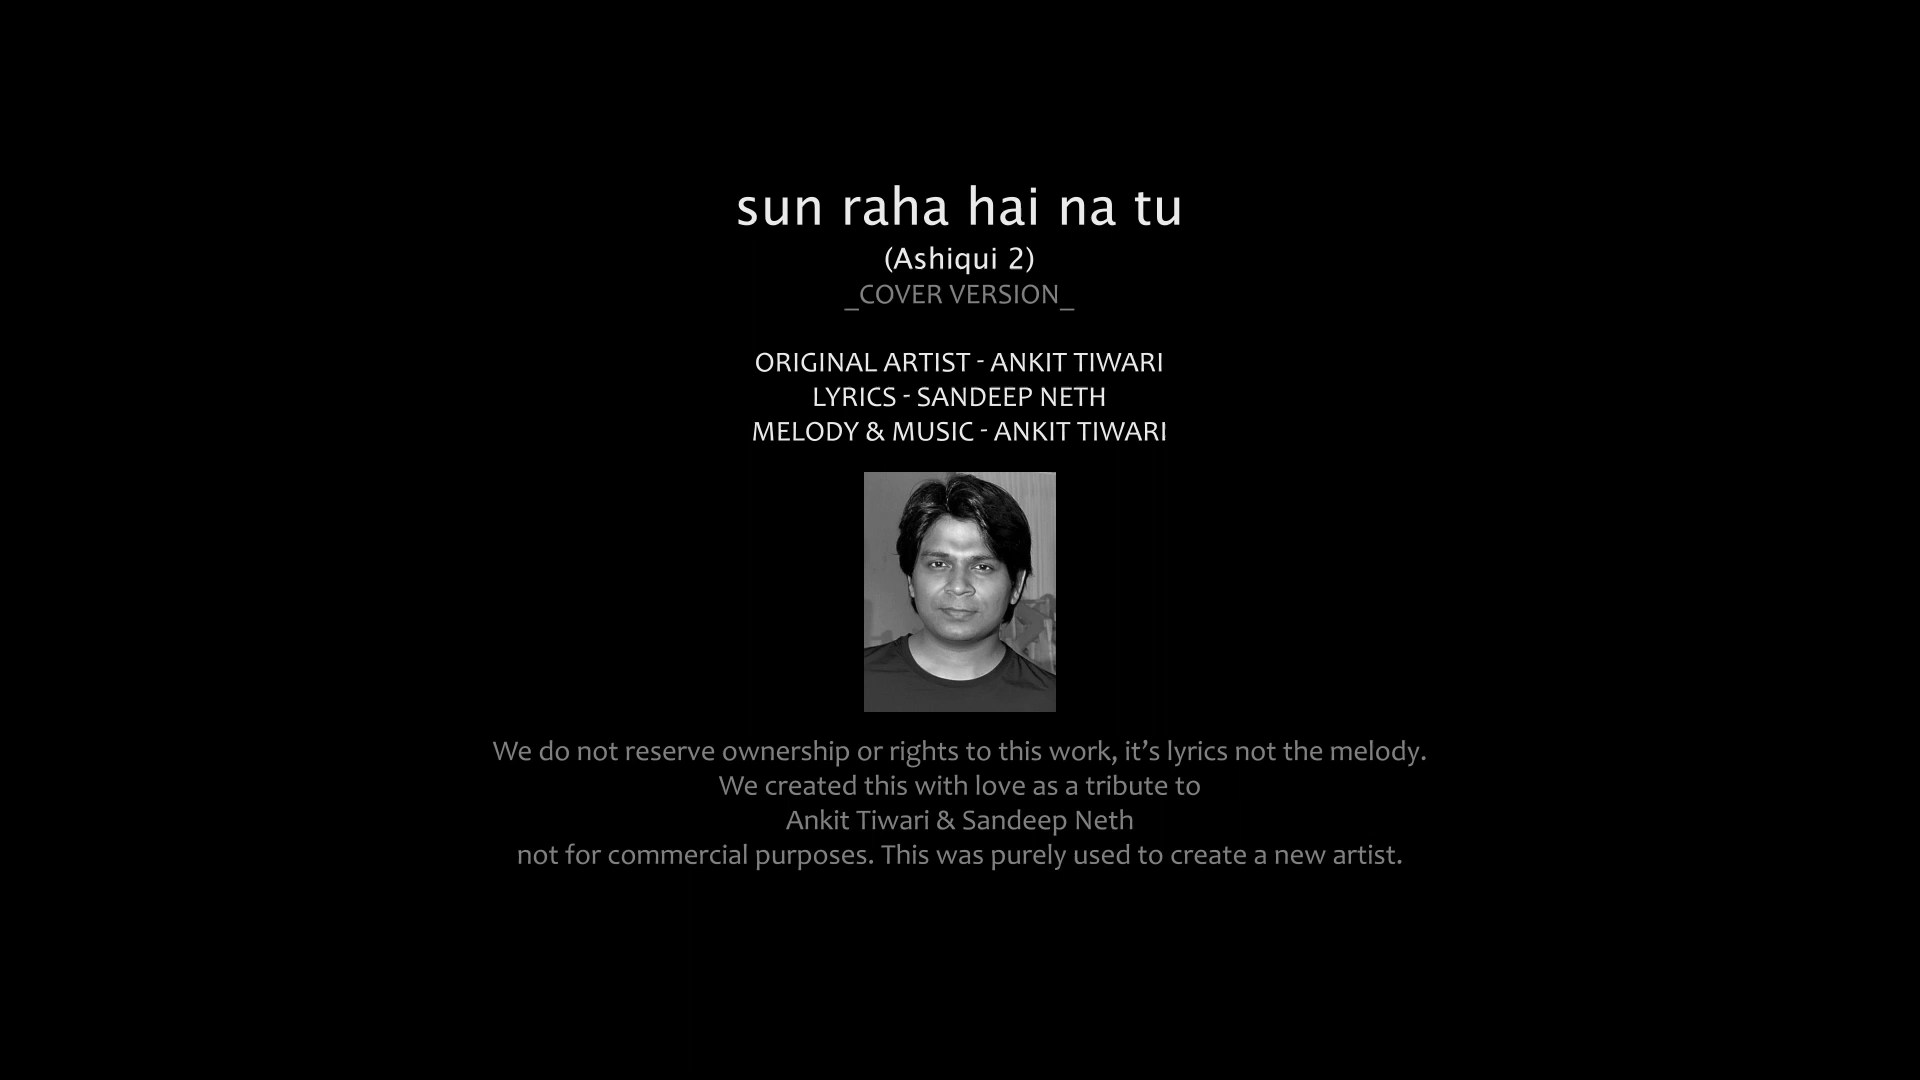 sun raha hai na tu
(Ashiqui 2)
_COVER VERSION_
ORIGINAL ARTIST - ANKIT TIWARI
LYRICS - SANDEEP NETH
MELODY & MUSIC - ANKIT TIWARI
We do not reserve ownership or rights to this work, it’s lyrics not the melody.
We created this with love as a tribute to
Ankit Tiwari & Sandeep Neth
not for commercial purposes. This was purely used to create a new artist.